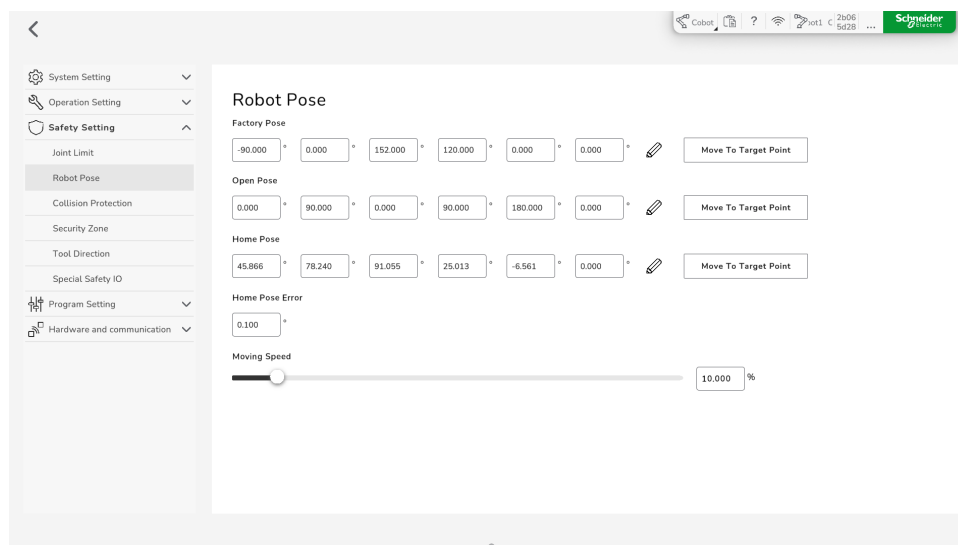 Cobot ? bot1 C 2b06 5d28 ... Schneider Electric
System Setting
Operation Setting
Safety Setting
Joint Limit
Robot Pose
Collision Protection
Security Zone
Tool Direction
Special Safety IO
Program Setting
Hardware and communication
Robot Pose
Factory Pose
-90.000 ° 0.000 ° 152.000 ° 120.000 ° 0.000 ° 0.000 ° Move To Target Point
Open Pose
0.000 ° 90.000 ° 0.000 ° 90.000 ° 180.000 ° 0.000 ° Move To Target Point
Home Pose
45.866 ° 78.240 ° 91.055 ° 25.013 ° -6.561 ° 0.000 ° Move To Target Point
Home Pose Error
0.100 °
Moving Speed
10.000 %